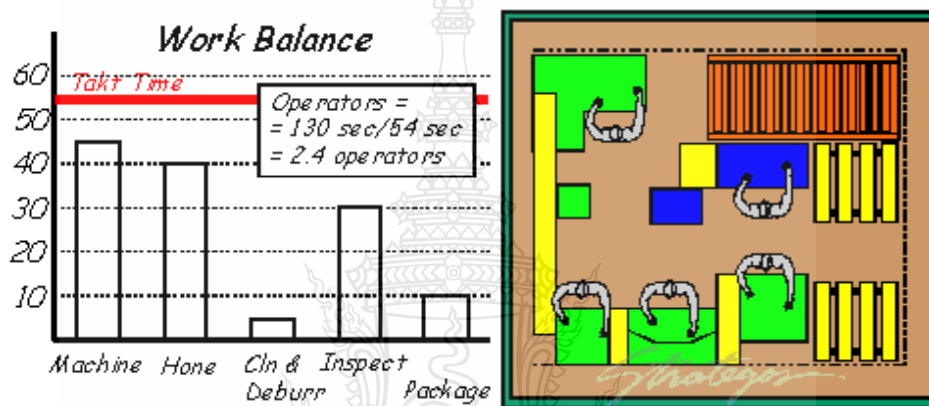 Work Balance
60
50
40
30
20
10
Takt Time
Operators =
= 130 sec/54 sec
= 2.4 operators
Machine
Hone
Cln &
Deburr
Inspect
Package
Strategos